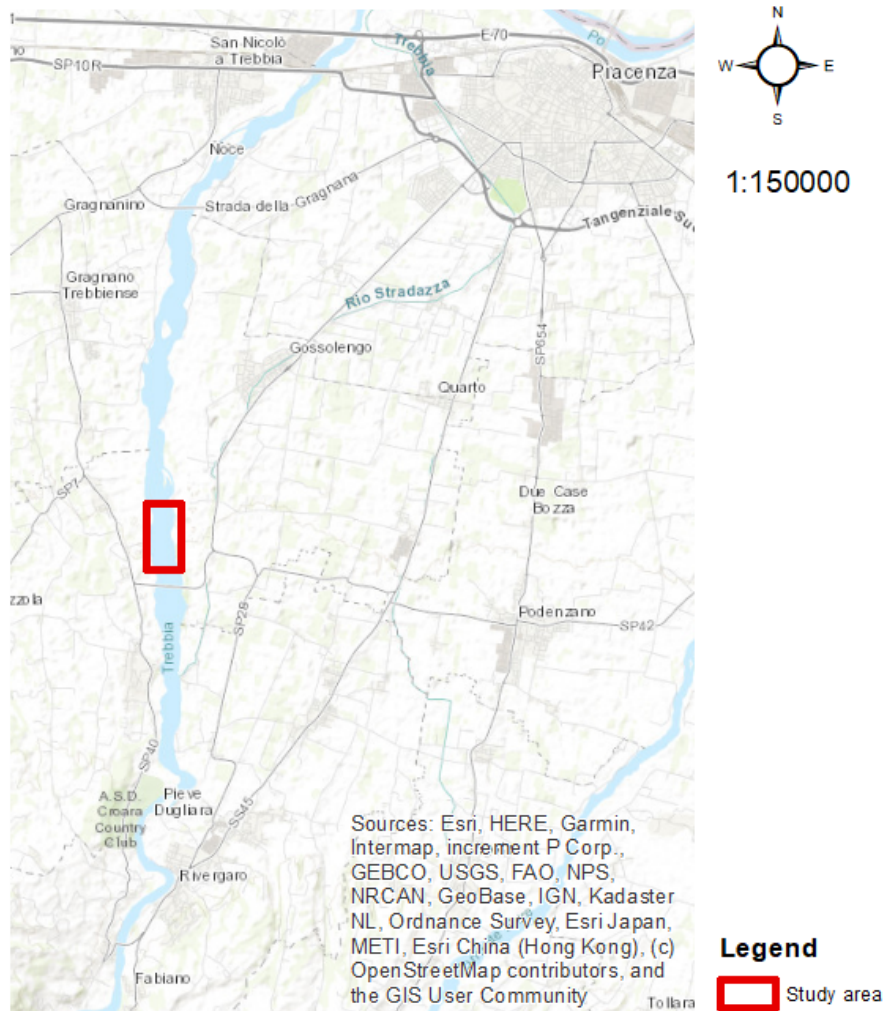 N
W
E
S
1:150000
E-70
Po
San Nicolò
a Trebbia
Trebbia
SP10R
Piacenza
Noce
Gragnanino
Strada della Gragnana
Tangenziale Su
Gragnano
Trebbiense
Rio Stradazza
Gossolengo
SP654
Quarto
SP7
Due Case
Bozza
zzolla
SP28
Podenzano
SP42
Trebbia
SP40
A.S.D.
Croara
Country
Club
Pieve
Dugliara
SS45
Rivergaro
Fabiano
Sources: Esri, HERE, Garmin,
Intermap, increment P Corp.,
GEBCO, USGS, FAO, NPS,
NRCAN, GeoBase, IGN, Kadaster
NL, Ordnance Survey, Esri Japan,
METI, Esri China (Hong Kong), (c)
OpenStreetMap contributors, and
the GIS User Community
Tollara
Legend
Study area